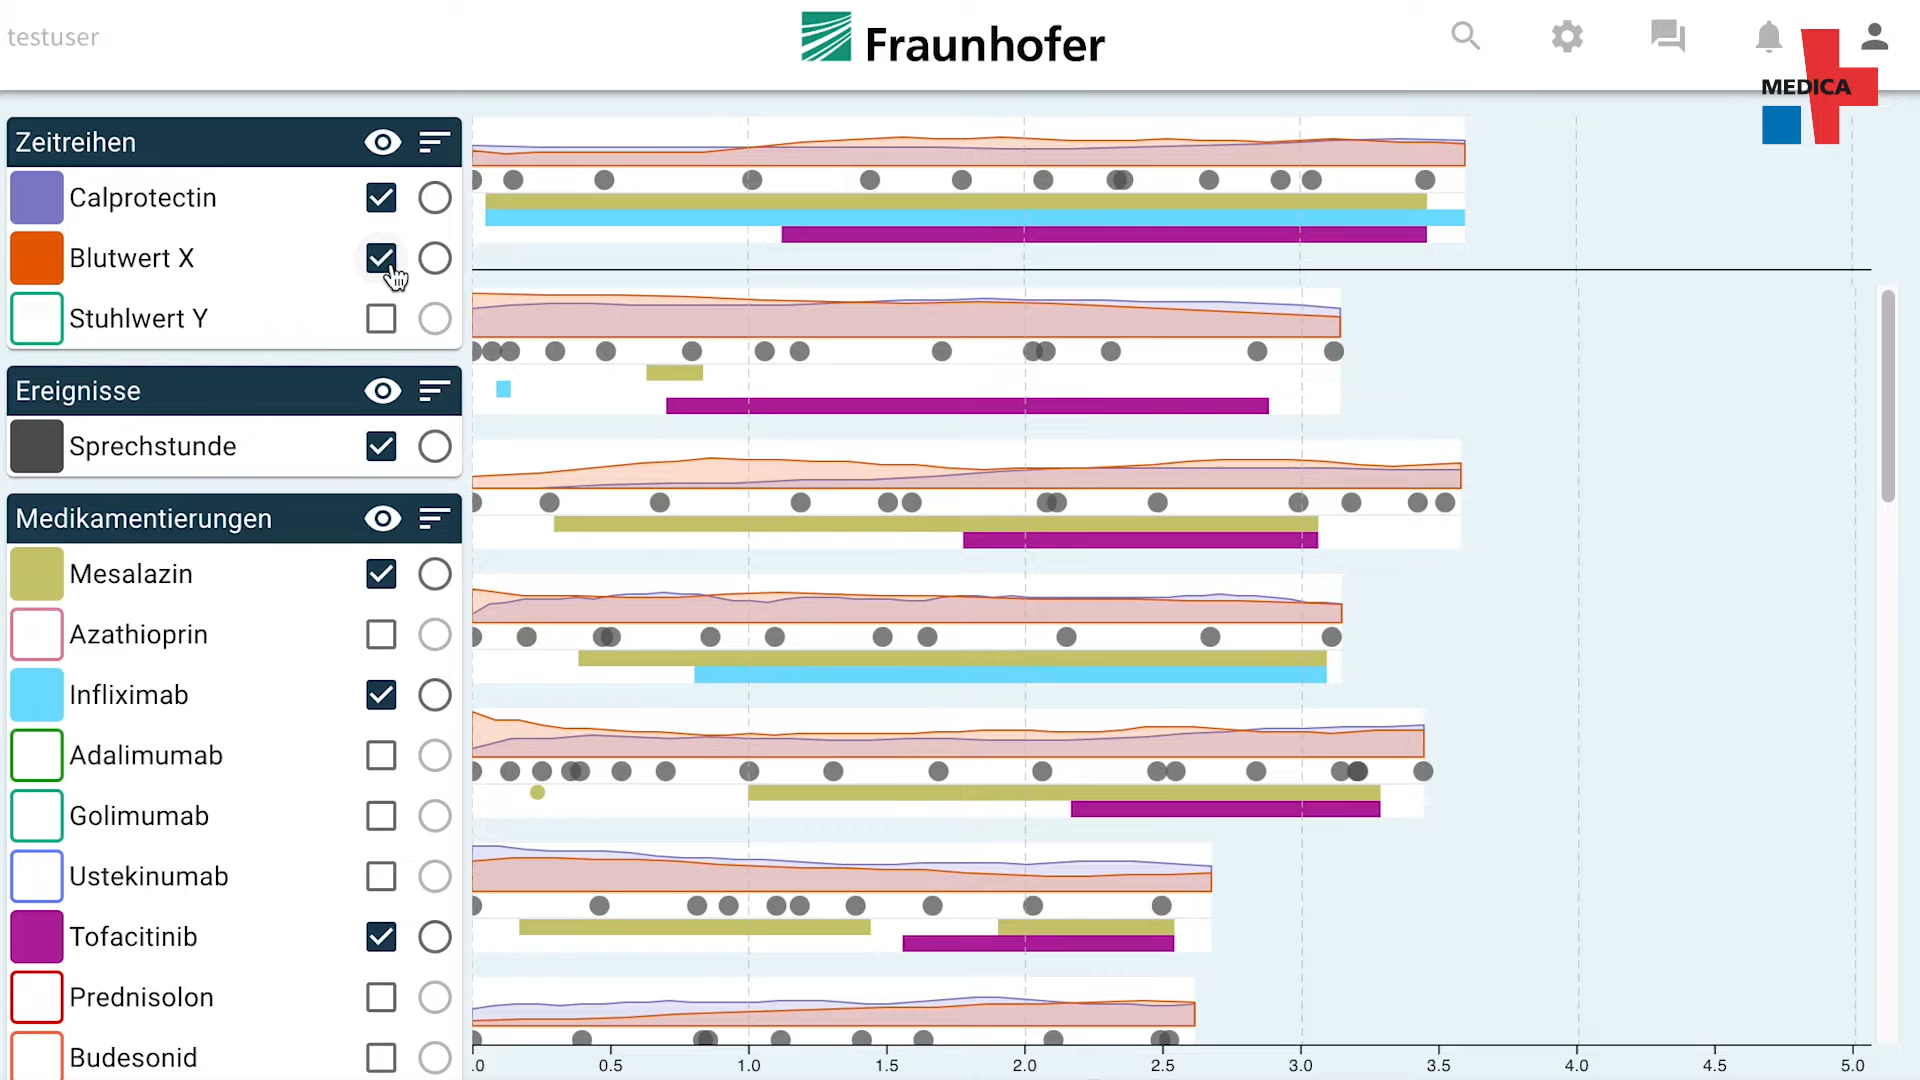 testuser
Fraunhofer
MEDICA
Zeitreihen
Calprotectin
Blutwert X
Stuhlwert Y
Ereignisse
Sprechstunde
Medikamentierungen
Mesalazin
Azathioprin
Infliximab
Adalimumab
Golimumab
Ustekinumab
Tofacitinib
Prednisolon
Budesonid
.0 0.5 1.0 1.5 2.0 2.5 3.0 3.5 4.0 4.5 5.0